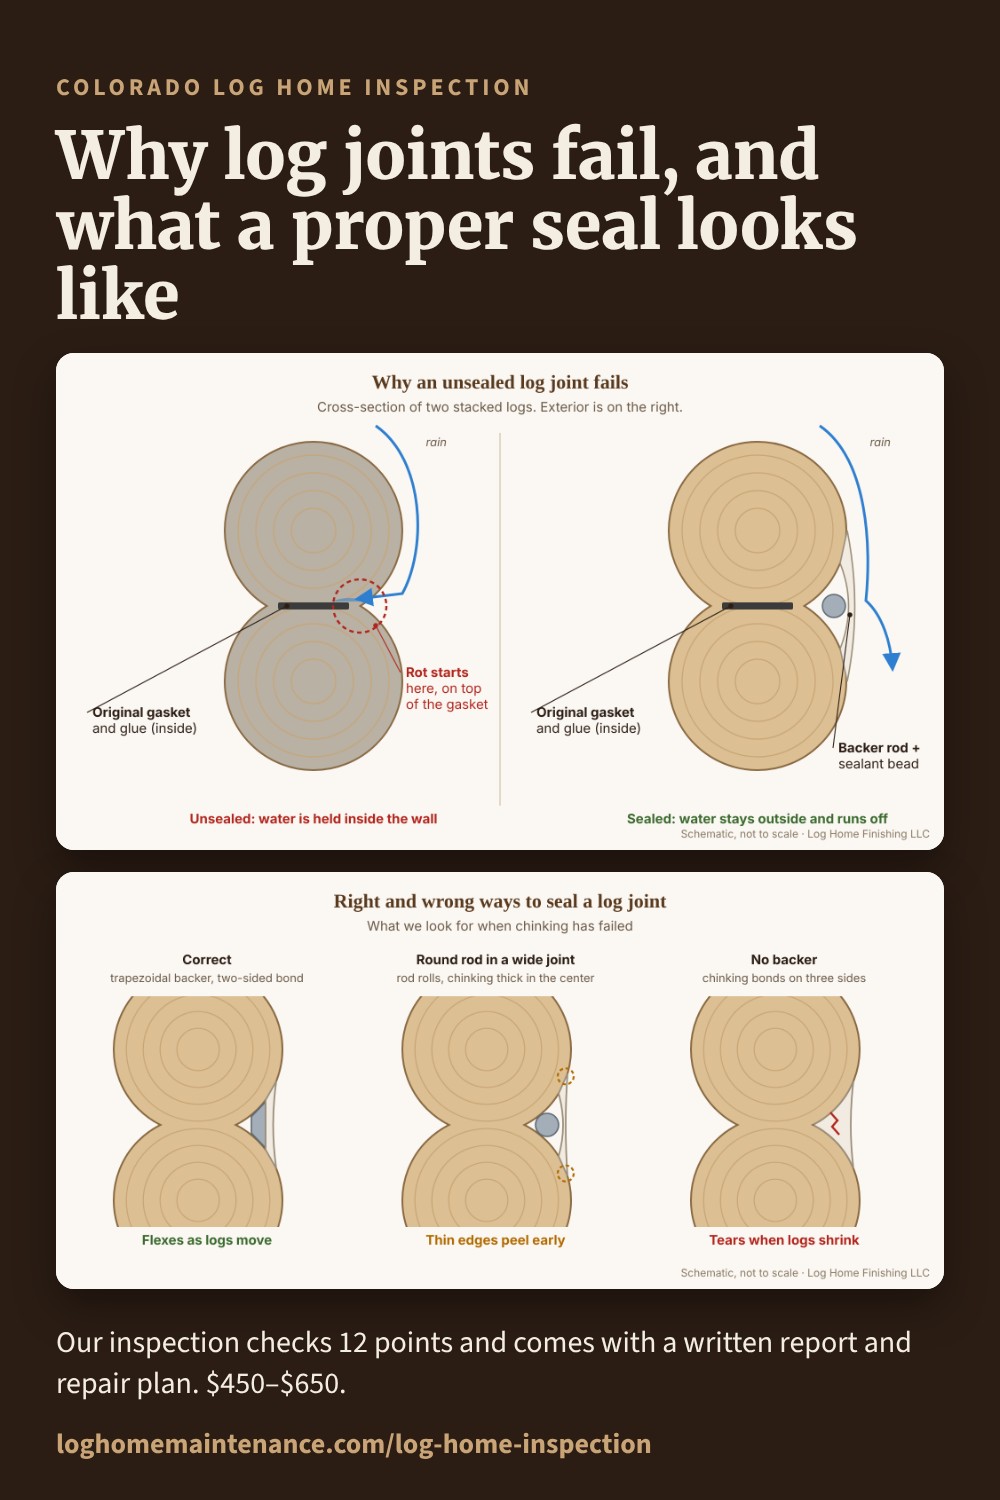 COLORADO LOG HOME INSPECTION
Why log joints fail, and
what a proper seal looks
like
Why an unsealed log joint fails
Cross-section of two stacked logs. Exterior is on the right.
rain
Rot starts
here, on top
of the gasket
Original gasket
and glue (inside)
Unsealed: water is held inside the wall
rain
Original gasket
and glue (inside)
Backer rod +
sealant bead
Sealed: water stays outside and runs off
Schematic, not to scale · Log Home Finishing LLC
Right and wrong ways to seal a log joint
What we look for when chinking has failed
Correct
trapezoidal backer, two-sided bond
Flexes as logs move
Round rod in a wide joint
rod rolls, chinking thick in the center
Thin edges peel early
No backer
chinking bonds on three sides
Tears when logs shrink
Schematic, not to scale · Log Home Finishing LLC
Our inspection checks 12 points and comes with a written report and
repair plan. $450–$650.
loghomemaintenance.com/log-home-inspection